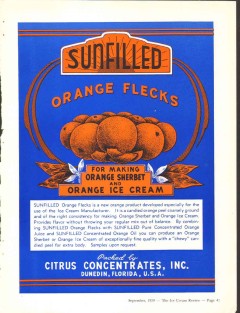 SUNFILLED
ORANGE FLECKS
FOR MAKING
ORANGE SHERBET
AND
ORANGE ICE CREAM
SUNFILLED Orange Flecks is a new orange product developed especially for the
use of the Ice Cream Manufacturer. It is a candied orange peel coarsely ground
and of the right consistency for making Orange Sherbet and Orange Ice Cream.
Provides flavor without throwing your regular mix out of balance. By combin-
ing SUNFILLED Orange Flecks with SUNFILLED Pure Concentrated Orange
Juice and SUNFILLED Concentrated Orange Oil you can produce an Orange
Sherbet or Orange Ice Cream of exceptionally fine quality with a "chewy" can-
died peel for extra body. Samples upon request.
Packed by
CITRUS CONCENTRATES, INC.
DUNEDIN, FLORIDA, U.S.A.
September, — The Ice Cream Review — Page